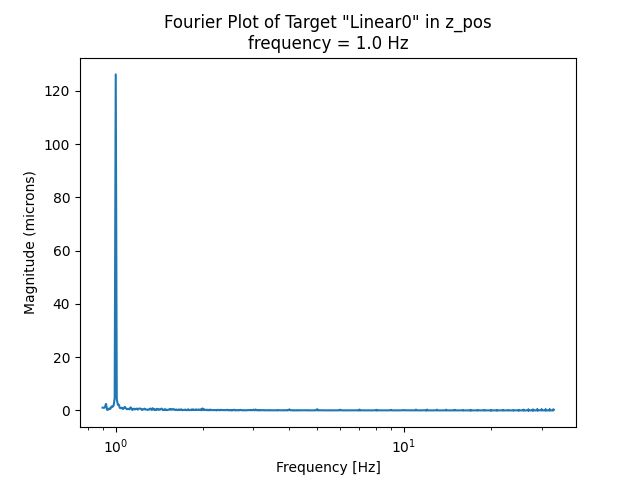 Fourier Plot of Target "Linear0" in z_pos
frequency = 1.0 Hz
120
100
80
60
40
20
0
Magnitude (microns)
10⁰
10¹
Frequency [Hz]